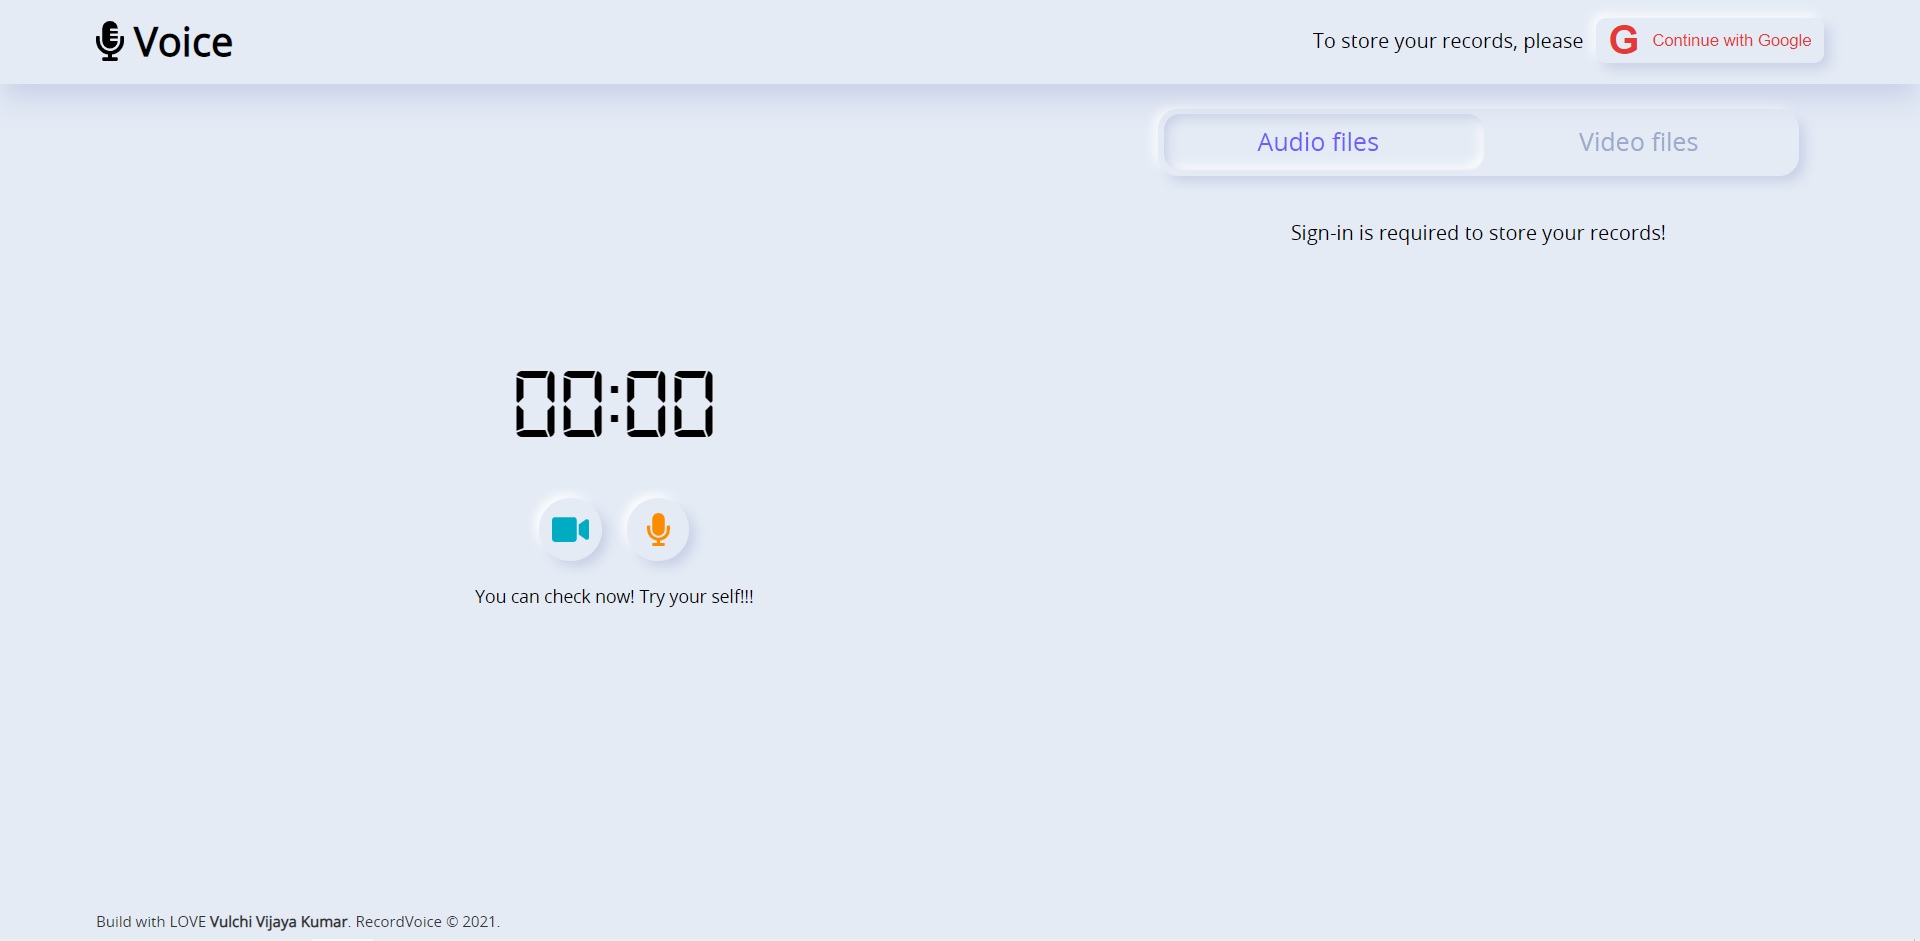 Voice
To store your records, please
G Continue with Google
Audio files
Video files
Sign-in is required to store your records!
00:00
You can check now! Try your self!!!
Build with LOVE Vulchi Vijaya Kumar. RecordVoice © 2021.